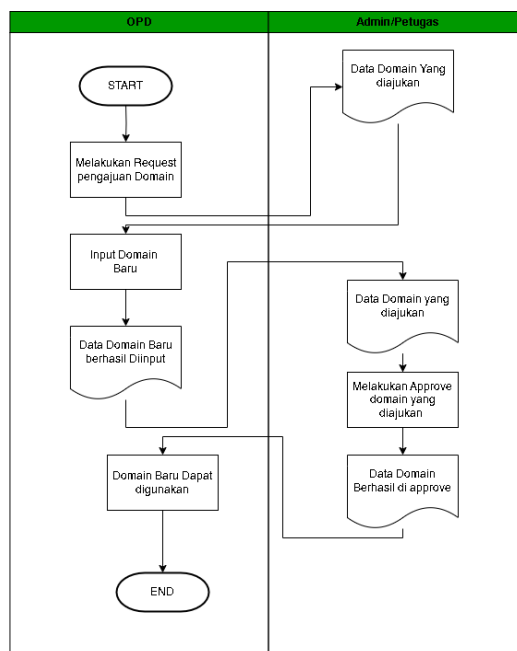 OPD
Admin/Petugas
START
Data Domain Yang
diajukan
Melakukan Request
pengajuan Domain
Input Domain
Baru
Data Domain yang
diajukan
Data Domain Baru
berhasil Diinput
Melakukan Approve
domain yang
diajukan
Domain Baru Dapat
digunakan
Data Domain
Berhasil di approve
END